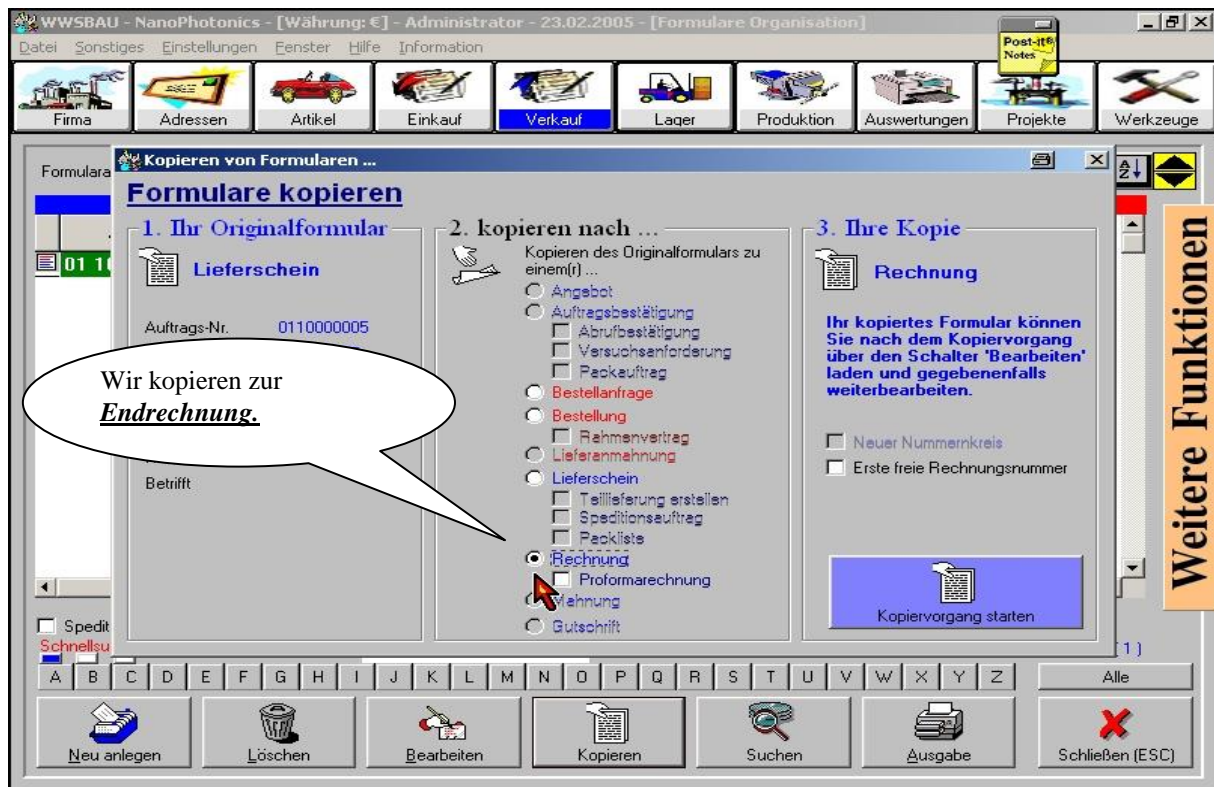 WWSBAU - NanoPhotonics - [Währung: €] - Administrator - 23.02.2005 - [Formulare Organisation]
Datei Sonstiges Einstellungen Fenster Hilfe Information
Post-it®
Notes
Firma Adressen Artikel Einkauf Verkauf Lager Produktion Auswertungen Projekte Werkzeuge
Kopieren von Formularen ...
Formulare kopieren
1. Ihr Originalformular
Lieferschein
Auftrags-Nr. 0110000005
Wir kopieren zur
Endrechnung.
Betrifft
2. kopieren nach ...
Kopieren des Originalformulars zu
einem(r) ...
Angebot
Auftragsbestätigung
Abrufbestätigung
Versuchsanforderung
Packauftrag
Bestellanfrage
Bestellung
Rahmenvertrag
Lieferanmahnung
Lieferschein
Teillieferung erstellen
Speditionsauftrag
Packliste
Rechnung
Proformarechnung
Mahnung
Gutschrift
3. Ihre Kopie
Rechnung
Ihr kopiertes Formular können
Sie nach dem Kopiervorgang
über den Schalter 'Bearbeiten'
laden und gegebenenfalls
weiterbearbeiten.
Neuer Nummernkreis
Erste freie Rechnungsnummer
Kopiervorgang starten
Weitere Funktionen
A B C D E F G H I J K L M N O P Q R S T U V W X Y Z Alle
Neu anlegen Löschen Bearbeiten Kopieren Suchen Ausgabe Schließen (ESC)